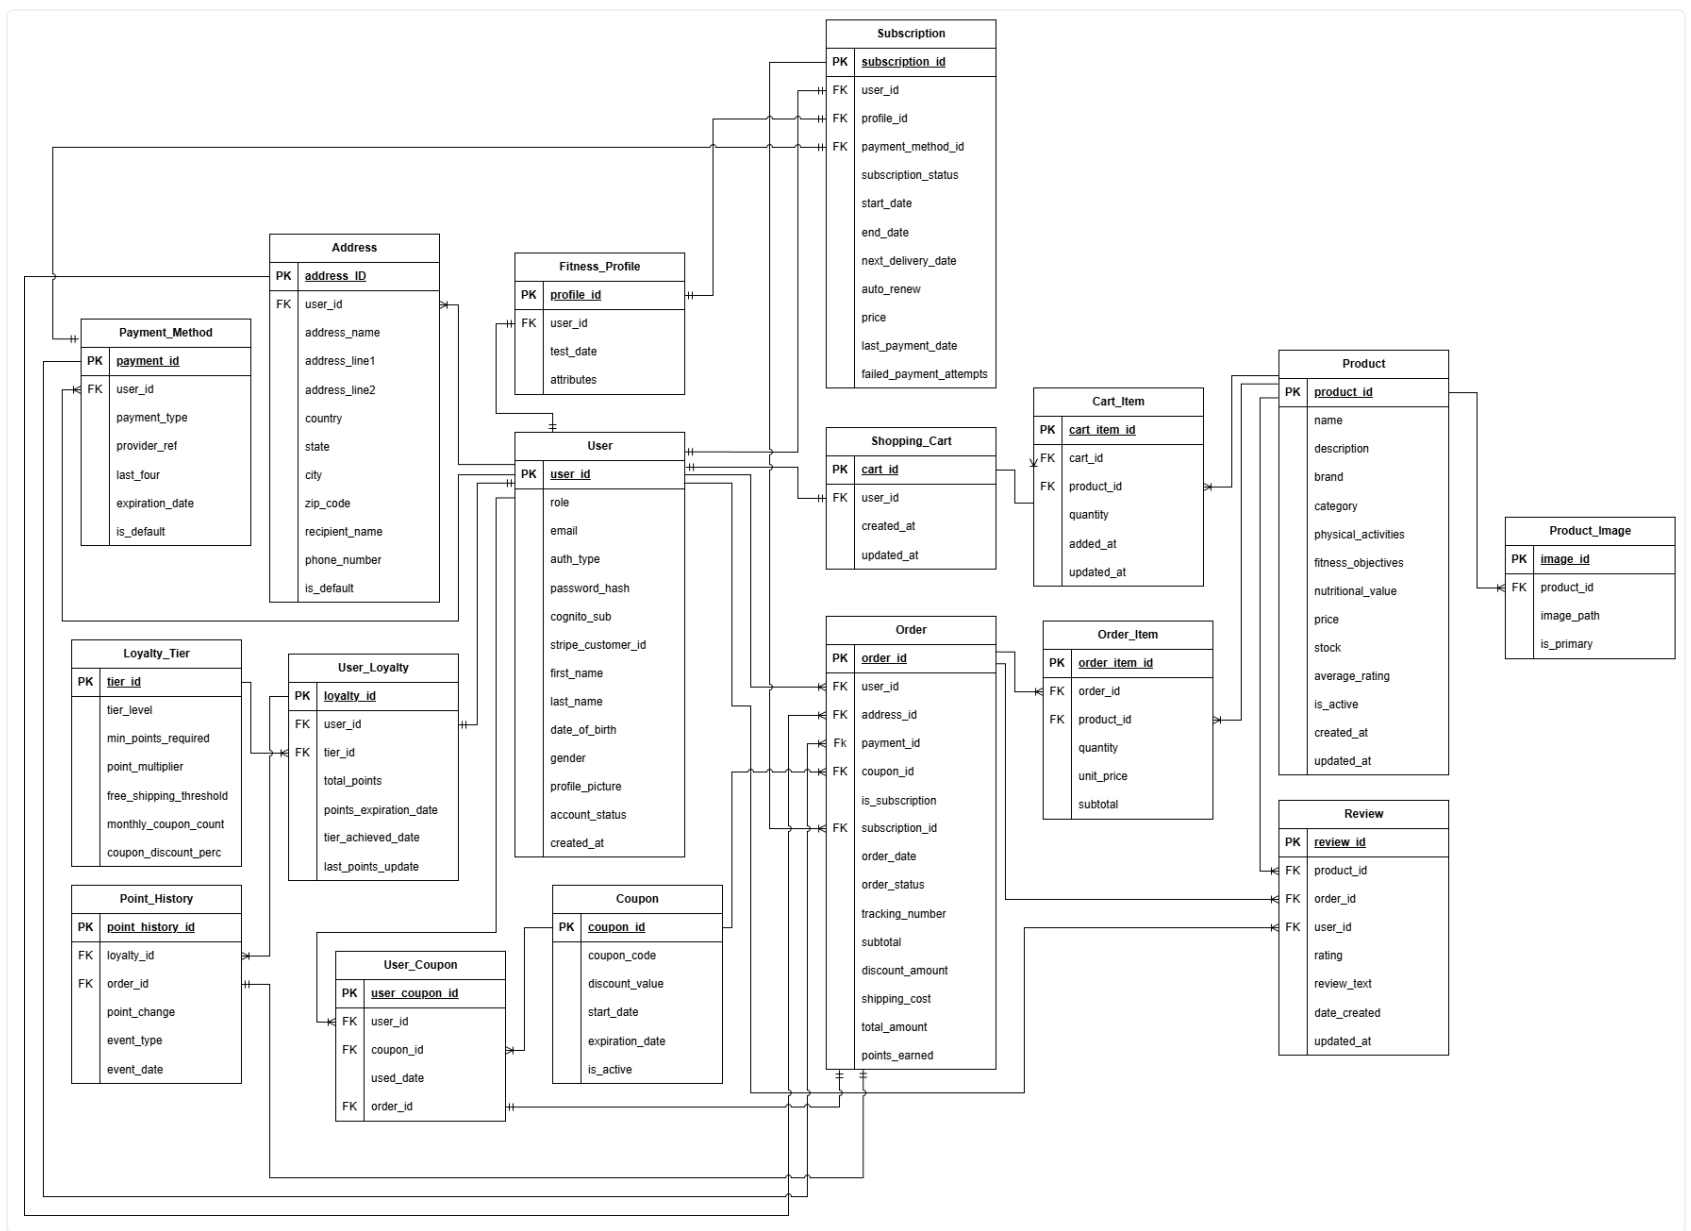 Subscription
PK subscription_id
FK user_id
FK profile_id
FK payment_method_id
subscription_status
start_date
end_date
next_delivery_date
auto_renew
price
last_payment_date
failed_payment_attempts
Address
PK address_ID
FK user_id
address_name
address_line1
address_line2
country
state
city
zip_code
recipient_name
phone_number
is_default
Fitness_Profile
PK profile_id
FK user_id
test_date
attributes
Payment_Method
PK payment_id
FK user_id
payment_type
provider_ref
last_four
expiration_date
is_default
User
PK user_id
role
email
auth_type
password_hash
cognito_sub
stripe_customer_id
first_name
last_name
date_of_birth
gender
profile_picture
account_status
created_at
Shopping_Cart
PK cart_id
FK user_id
created_at
updated_at
Cart_Item
PK cart_item_id
FK cart_id
FK product_id
quantity
added_at
updated_at
Product
PK product_id
name
description
brand
category
physical_activities
fitness_objectives
nutritional_value
price
stock
average_rating
is_active
created_at
updated_at
Product_Image
PK image_id
FK product_id
image_path
is_primary
Loyalty_Tier
PK tier_id
tier_level
min_points_required
point_multiplier
free_shipping_threshold
monthly_coupon_count
coupon_discount_perc
User_Loyalty
PK loyalty_id
FK user_id
FK tier_id
total_points
points_expiration_date
tier_achieved_date
last_points_update
Order
PK order_id
FK user_id
FK address_id
Fk payment_id
FK coupon_id
is_subscription
FK subscription_id
order_date
order_status
tracking_number
subtotal
discount_amount
shipping_cost
total_amount
points_earned
Order_Item
PK order_item_id
FK order_id
FK product_id
quantity
unit_price
subtotal
Review
PK review_id
FK product_id
FK order_id
FK user_id
rating
review_text
date_created
updated_at
Point_History
PK point_history_id
FK loyalty_id
FK order_id
point_change
event_type
event_date
User_Coupon
PK user_coupon_id
FK user_id
FK coupon_id
used_date
FK order_id
Coupon
PK coupon_id
coupon_code
discount_value
start_date
expiration_date
is_active